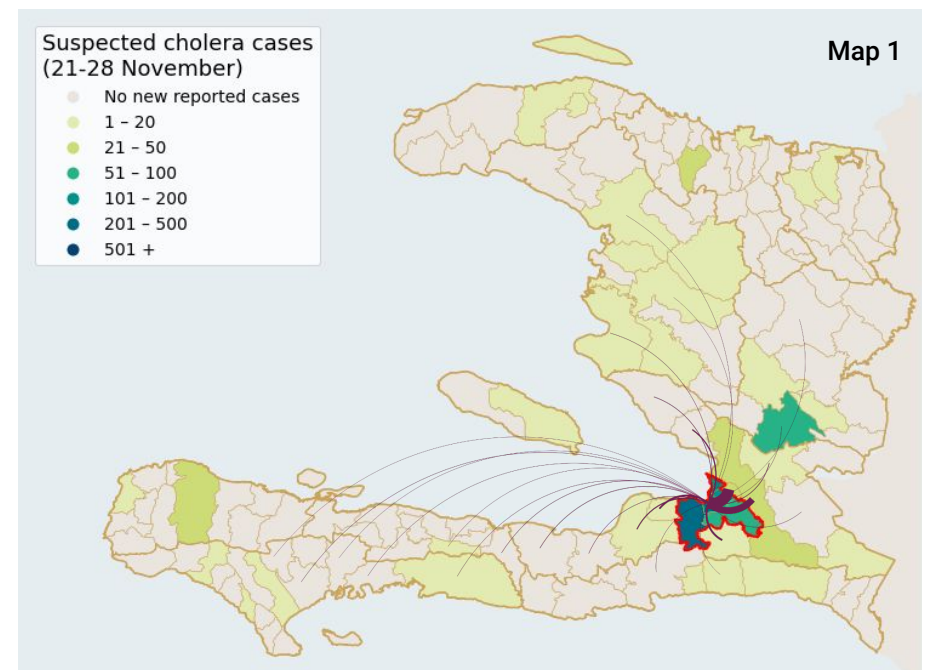 Suspected cholera cases
(21-28 November)
No new reported cases
1 – 20
21 – 50
51 – 100
101 – 200
201 – 500
501 +
Map 1